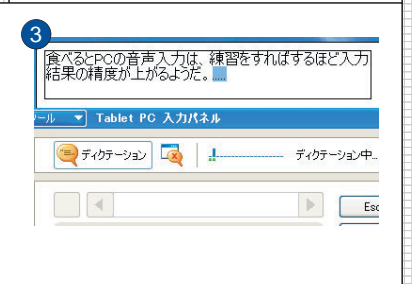 3
食べるとPCの音声入力は、練習をすればするほど入力
結果の精度が上がるようだ。....
ール Tablet PC 入力パネル
ディクテーション ディクテーション中...
Esc